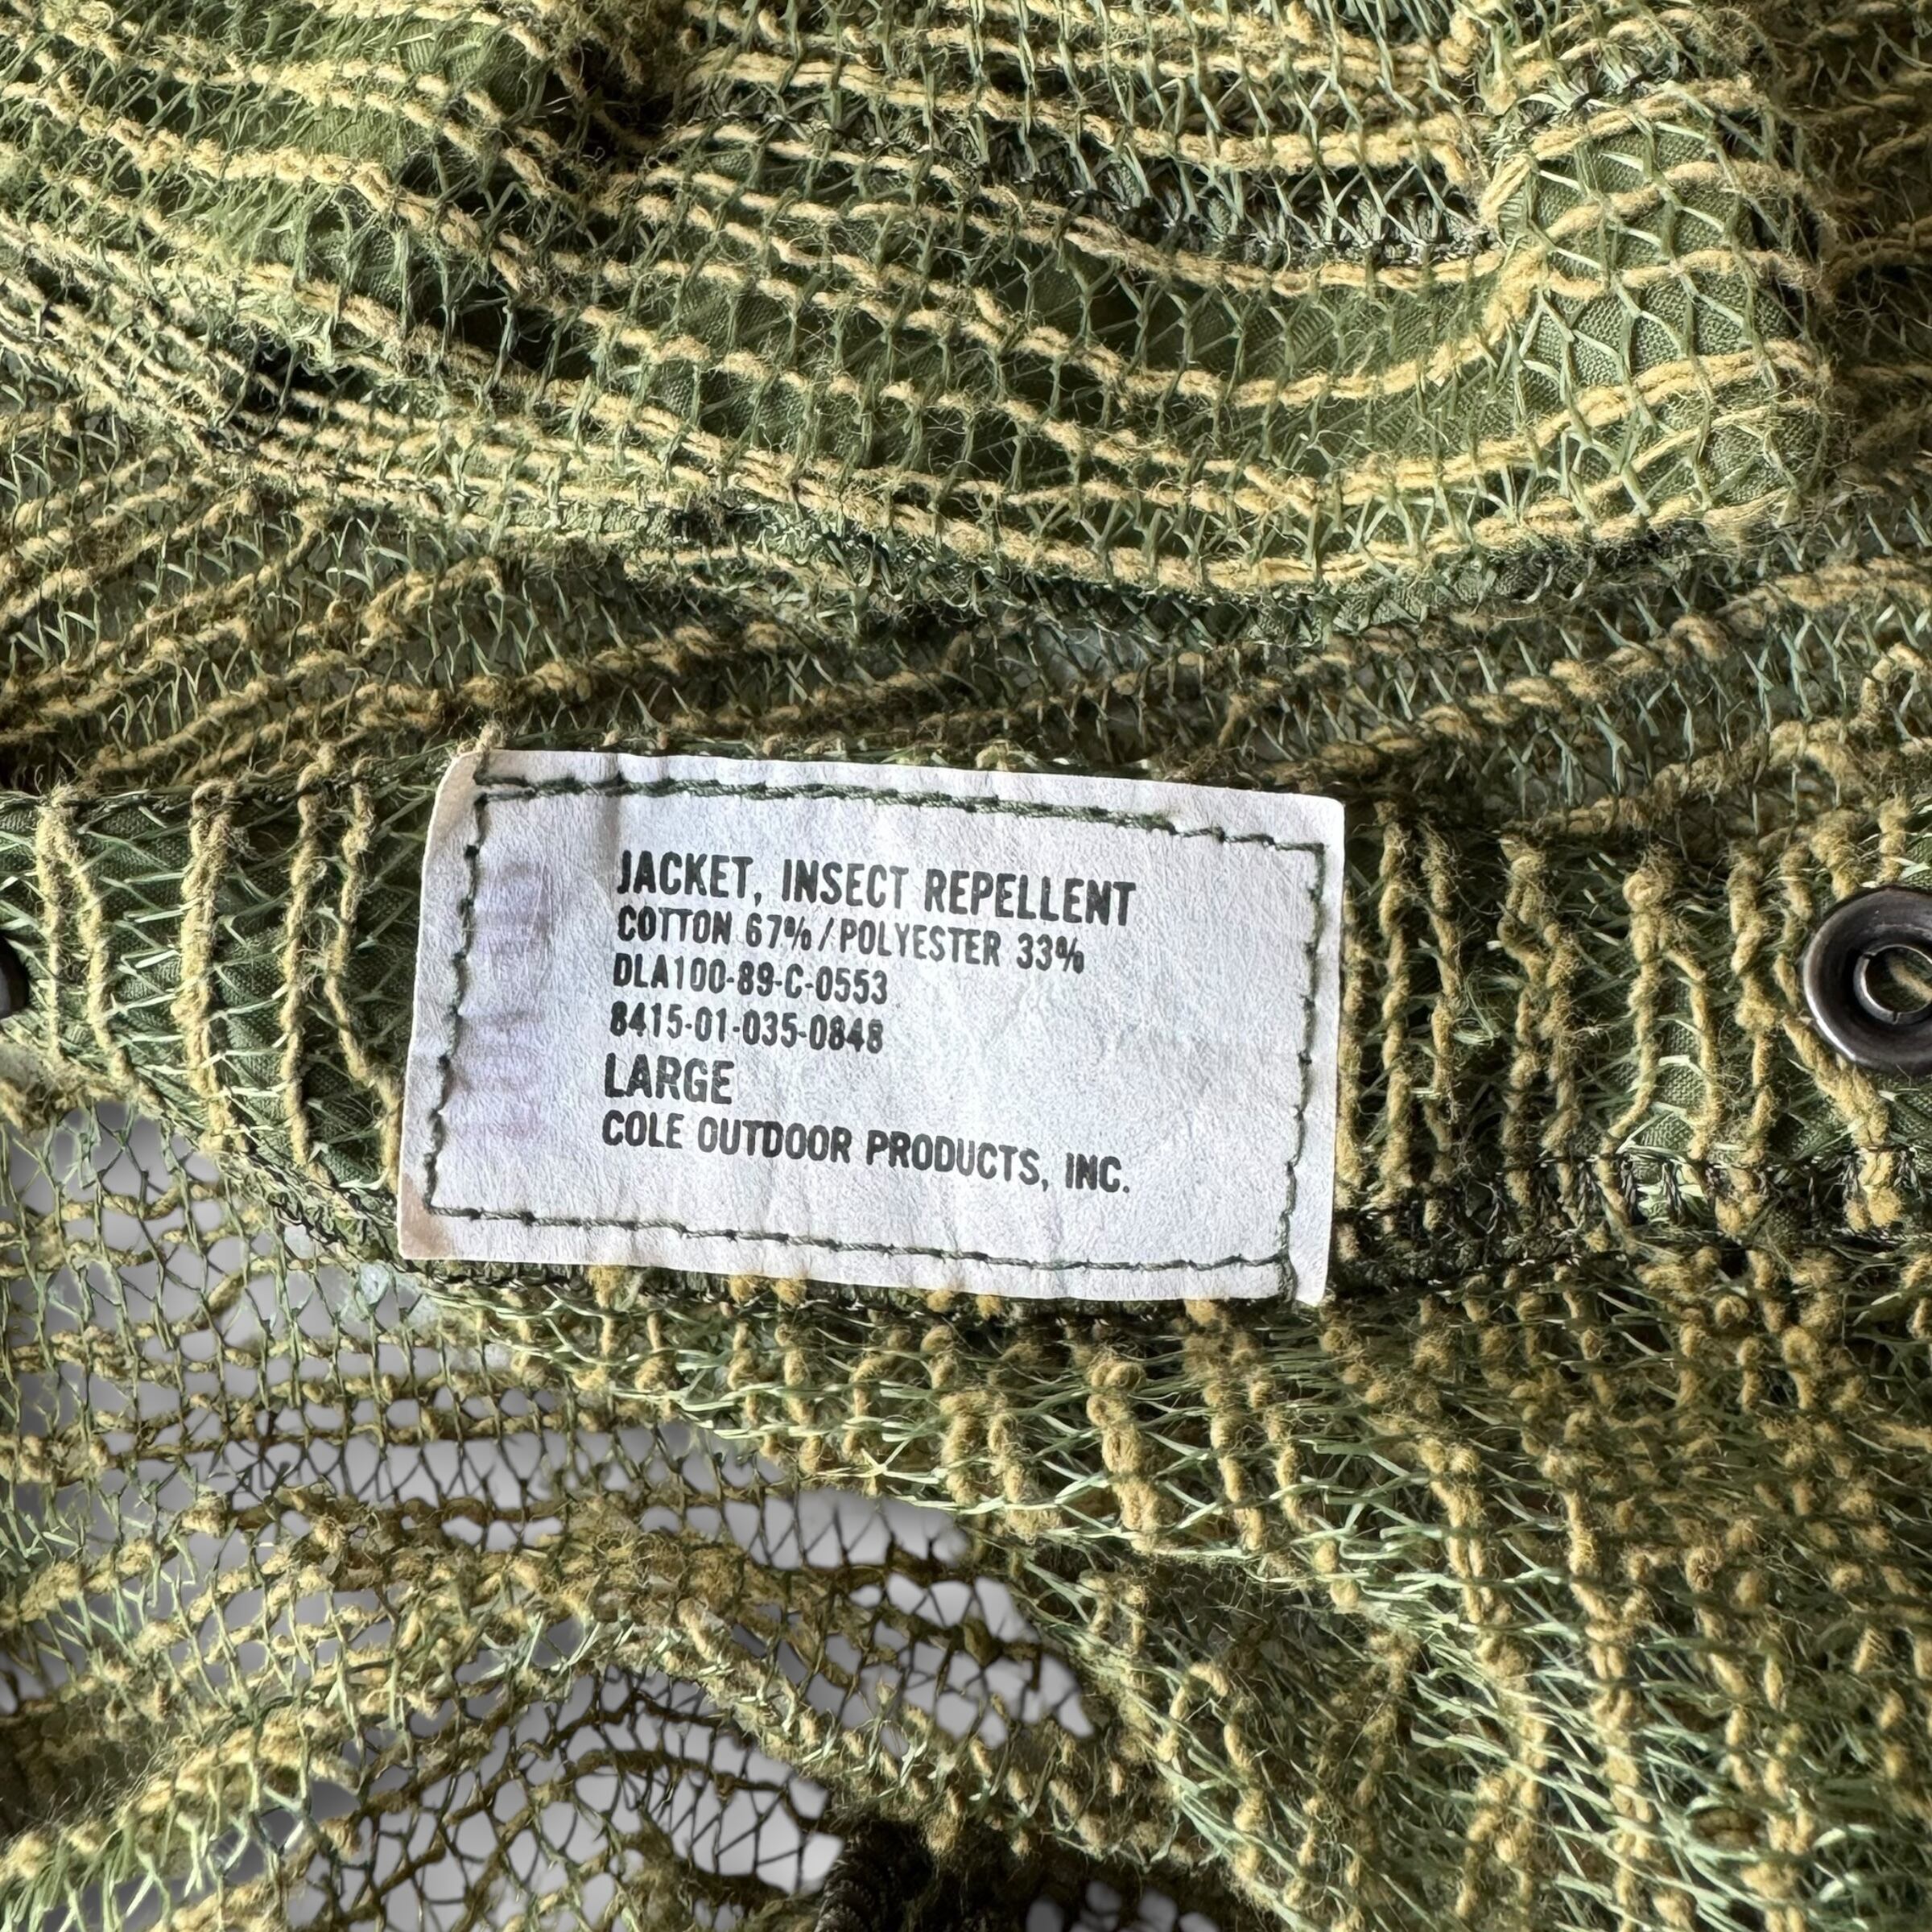 JACKET, INSECT REPELLENT
COTTON 67% / POLYESTER 33%
DLA100-89-C-0553
8415-01-035-0848
LARGE
COLE OUTDOOR PRODUCTS, INC.